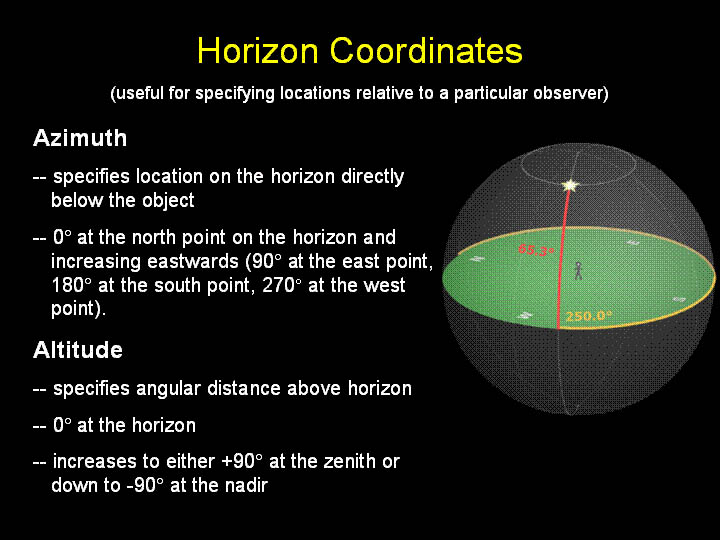 Horizon Coordinates
(useful for specifying locations relative to a particular observer)
Azimuth
-- specifies location on the horizon directly
below the object
-- 0° at the north point on the horizon and
increasing eastwards (90° at the east point,
180° at the south point, 270° at the west
point).
Altitude
-- specifies angular distance above horizon
-- 0° at the horizon
-- increases to either +90° at the zenith or
down to -90° at the nadir
250.0°